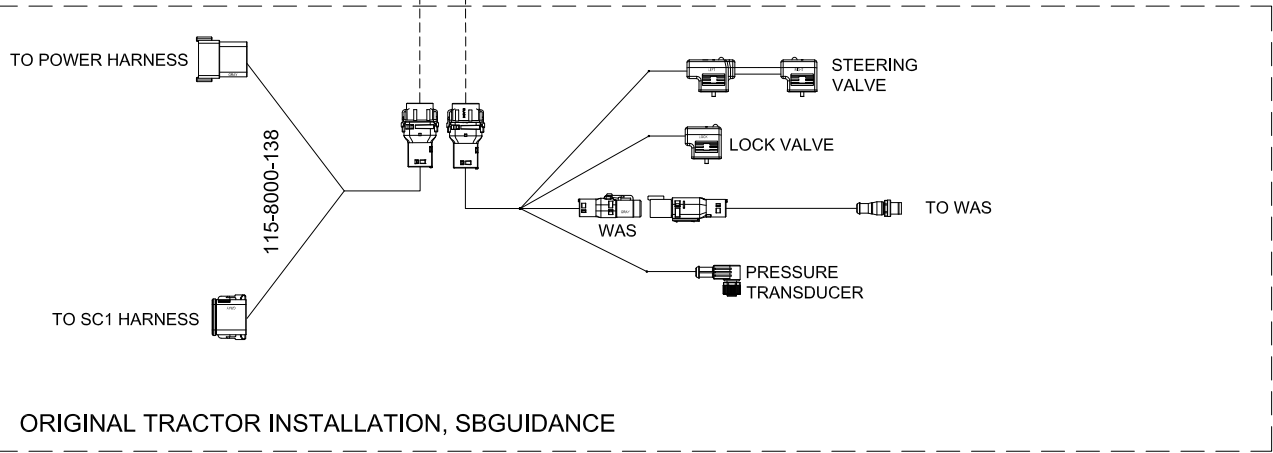 TO POWER HARNESS
115-8000-138
TO SC1 HARNESS
STEERING
VALVE
LOCK VALVE
WAS
TO WAS
PRESSURE
TRANSDUCER
ORIGINAL TRACTOR INSTALLATION, SBGUIDANCE